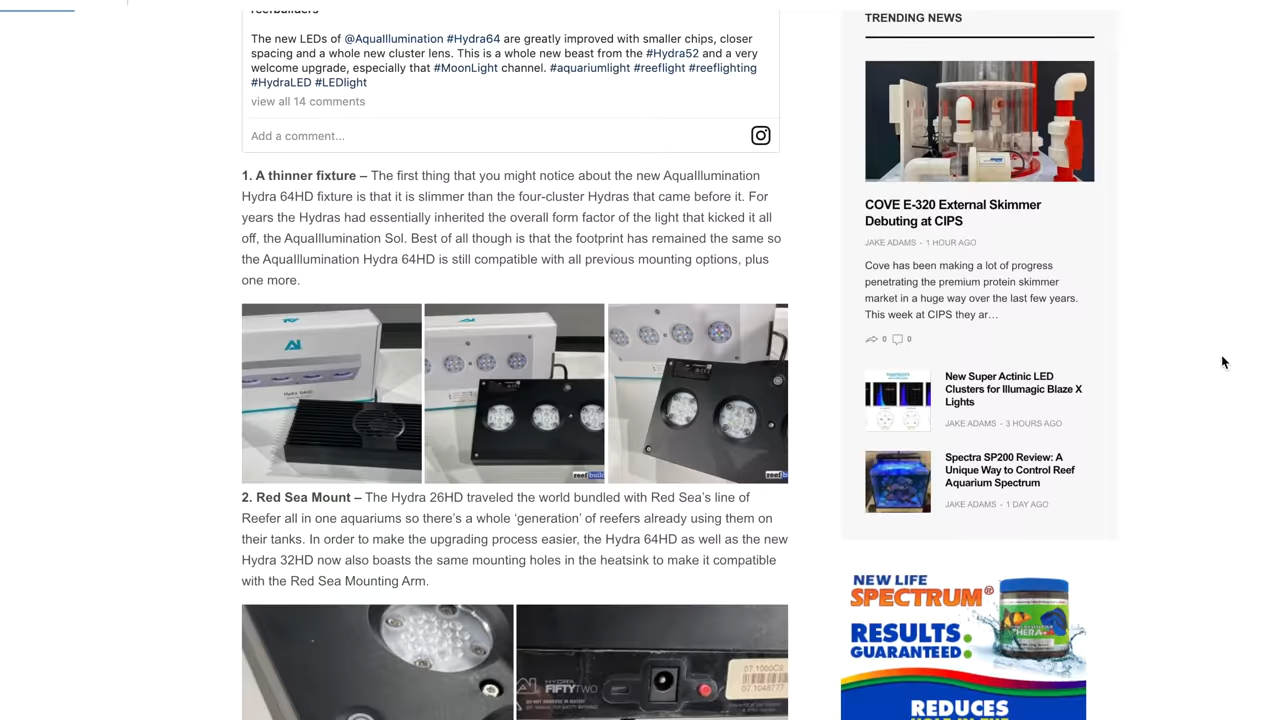 The new LEDs of @AquaIllumination #Hydra64 are greatly improved with smaller chips, closer
spacing and a whole new cluster lens. This is a whole new beast from the #Hydra52 and a very
welcome upgrade, especially that #MoonLight channel. #aquariumlight #reeflight #reeflighting
#HydraLED #LEDlight
view all 14 comments
Add a comment...
1. A thinner fixture – The first thing that you might notice about the new AquaIllumination
Hydra 64HD fixture is that it is slimmer than the four-cluster Hydras that came before it. For
years the Hydras had essentially inherited the overall form factor of the light that kicked it all
off, the AquaIllumination Sol. Best of all though is that the footprint has remained the same so
the AquaIllumination Hydra 64HD is still compatible with all previous mounting options, plus
one more.
AI
reef build
reef b
2. Red Sea Mount – The Hydra 26HD traveled the world bundled with Red Sea's line of
Reefer all in one aquariums so there's a whole 'generation' of reefers already using them on
their tanks. In order to make the upgrading process easier, the Hydra 64HD as well as the new
Hydra 32HD now also boasts the same mounting holes in the heatsink to make it compatible
with the Red Sea Mounting Arm.
AI HYDRA
FIFTYTWO
TRENDING NEWS
COVE E-320 External Skimmer
Debuting at CIPS
JAKE ADAMS - 1 HOUR AGO
Cove has been making a lot of progress
penetrating the premium protein skimmer
market in a huge way over the last few years.
This week at CIPS they ar…
0 0
New Super Actinic LED
Clusters for Illumagic Blaze X
Lights
JAKE ADAMS - 3 HOURS AGO
Spectra SP200 Review: A
Unique Way to Control Reef
Aquarium Spectrum
JAKE ADAMS - 1 DAY AGO
NEW LIFE
SPECTRUM®
RESULTS
GUARANTEED:
REDUCES